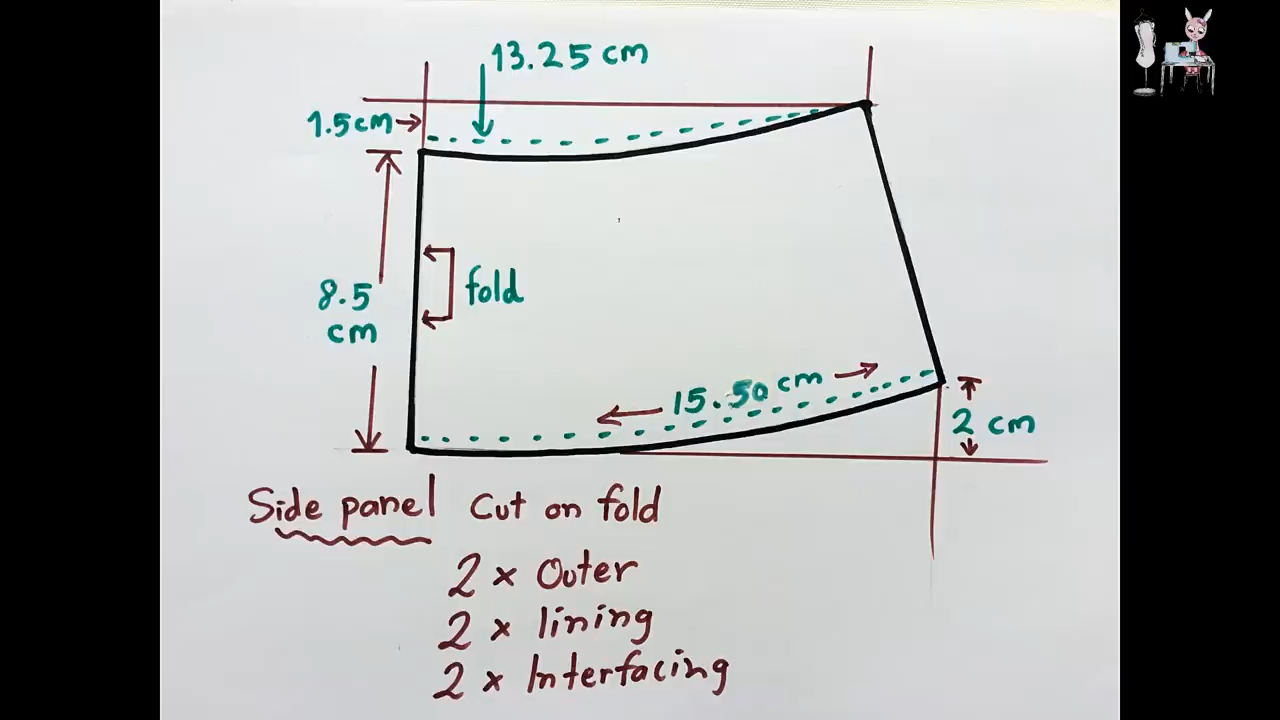 13.25 cm
1.5cm
8.5
cm
fold
15.50 cm
2 cm
Side panel Cut on fold
2 x Outer
2 x lining
2 x Interfacing